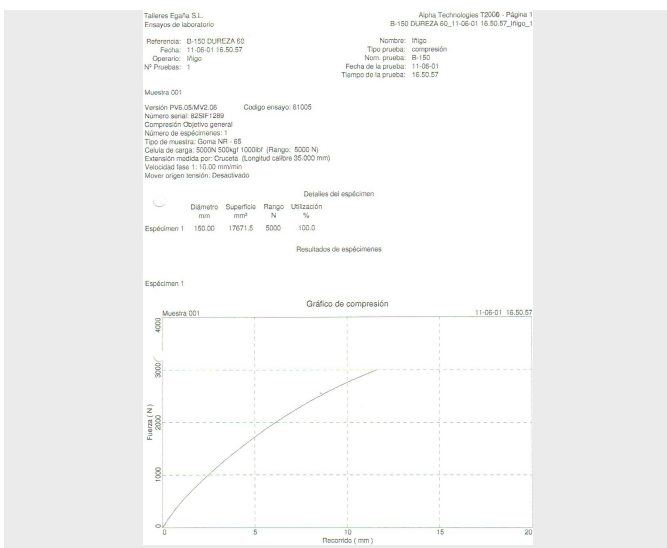 Talleres Egaña S.L.
Ensayos de laboratorio
Alpha Technologies T2000 - Página 1
B-150 DUREZA 60_11-06-01 16.50.57_Iñigo_1
Referencia: B-150 DUREZA 60
Fecha: 11-06-01 16.50.57
Operario: Iñigo
Nº Pruebas: 1
Nombre: Iñigo
Tipo prueba: compresión
Nom. prueba: B-150
Fecha de la prueba: 11-06-01
Tiempo de la prueba: 16.50.57
Muestra 001
Versión PV6.05/MV2.06 Codigo ensayo: 61005
Número serial: 62SIF1289
Compresión Objetivo general
Número de especímenes: 1
Tipo de muestra: Goma NR - 65
Celula de carga: 5000N 500kgf 1000lbf (Rango: 5000 N)
Extensión medida por: Cruceta (Longitud calibre 35.000 mm)
Velocidad fase 1: 10.00 mm/min
Mover origen tensión: Desactivado
Detalles del espécimen
Diámetro Superficie Rango Utilización
mm mm² N %
Espécimen 1 150.00 17671.5 5000 100.0
Resultados de espécimenes
Espécimen 1
Gráfico de compresión
Muestra 001 11-06-01 16.50.57
4000
3000
2000
1000
0
Fuerza ( N )
0 5 10 15 20
Recorrido ( mm )